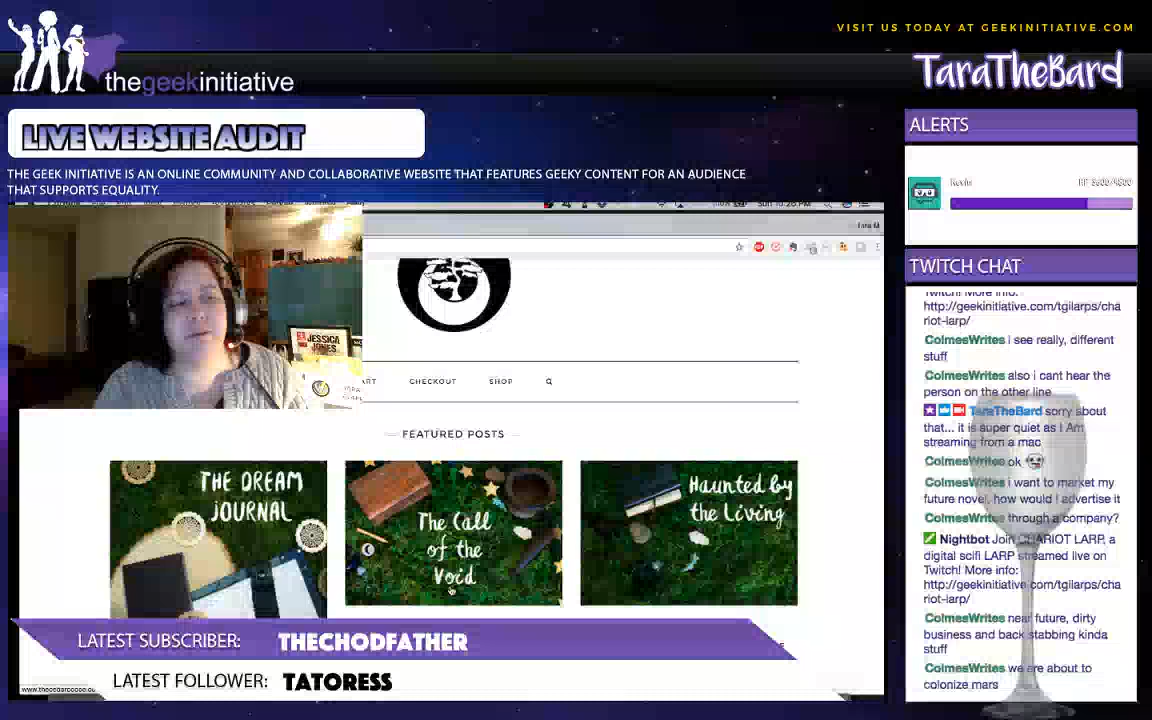 VISIT US TODAY AT GEEKINITIATIVE.COM
thegeekinitiative
TaraTheBard
LIVE WEBSITE AUDIT
THE GEEK INITIATIVE IS AN ONLINE COMMUNITY AND COLLABORATIVE WEBSITE THAT FEATURES GEEKY CONTENT FOR AN AUDIENCE
THAT SUPPORTS EQUALITY.
Tara M
JESSICA
JONES
CHECKOUT
SHOP
FEATURED POSTS
THE DREAM
JOURNAL
The Call
of the
Void
Haunted by
the Living
LATEST SUBSCRIBER: THECHODFATHER
LATEST FOLLOWER: TATORESS
ALERTS
TWITCH CHAT
Twitch! More info:
http://geekinitiative.com/tgilarps/cha
riot-larp/
ColmesWrites i see really, different
stuff
ColmesWrites also i cant hear the
person on the other line
TaraTheBard sorry about
that... it is super quiet as I Am
streaming from a mac
ColmesWrites ok
ColmesWrites i want to market my
future novel, how would I advertise it
ColmesWrites through a company?
Nightbot Join CHARIOT LARP, a
digital scifi LARP streamed live on
Twitch! More info:
http://geekinitiative.com/tgilarps/cha
riot-larp/
ColmesWrites near future, dirty
business and back stabbing kinda
stuff
ColmesWrites we are about to
colonize mars